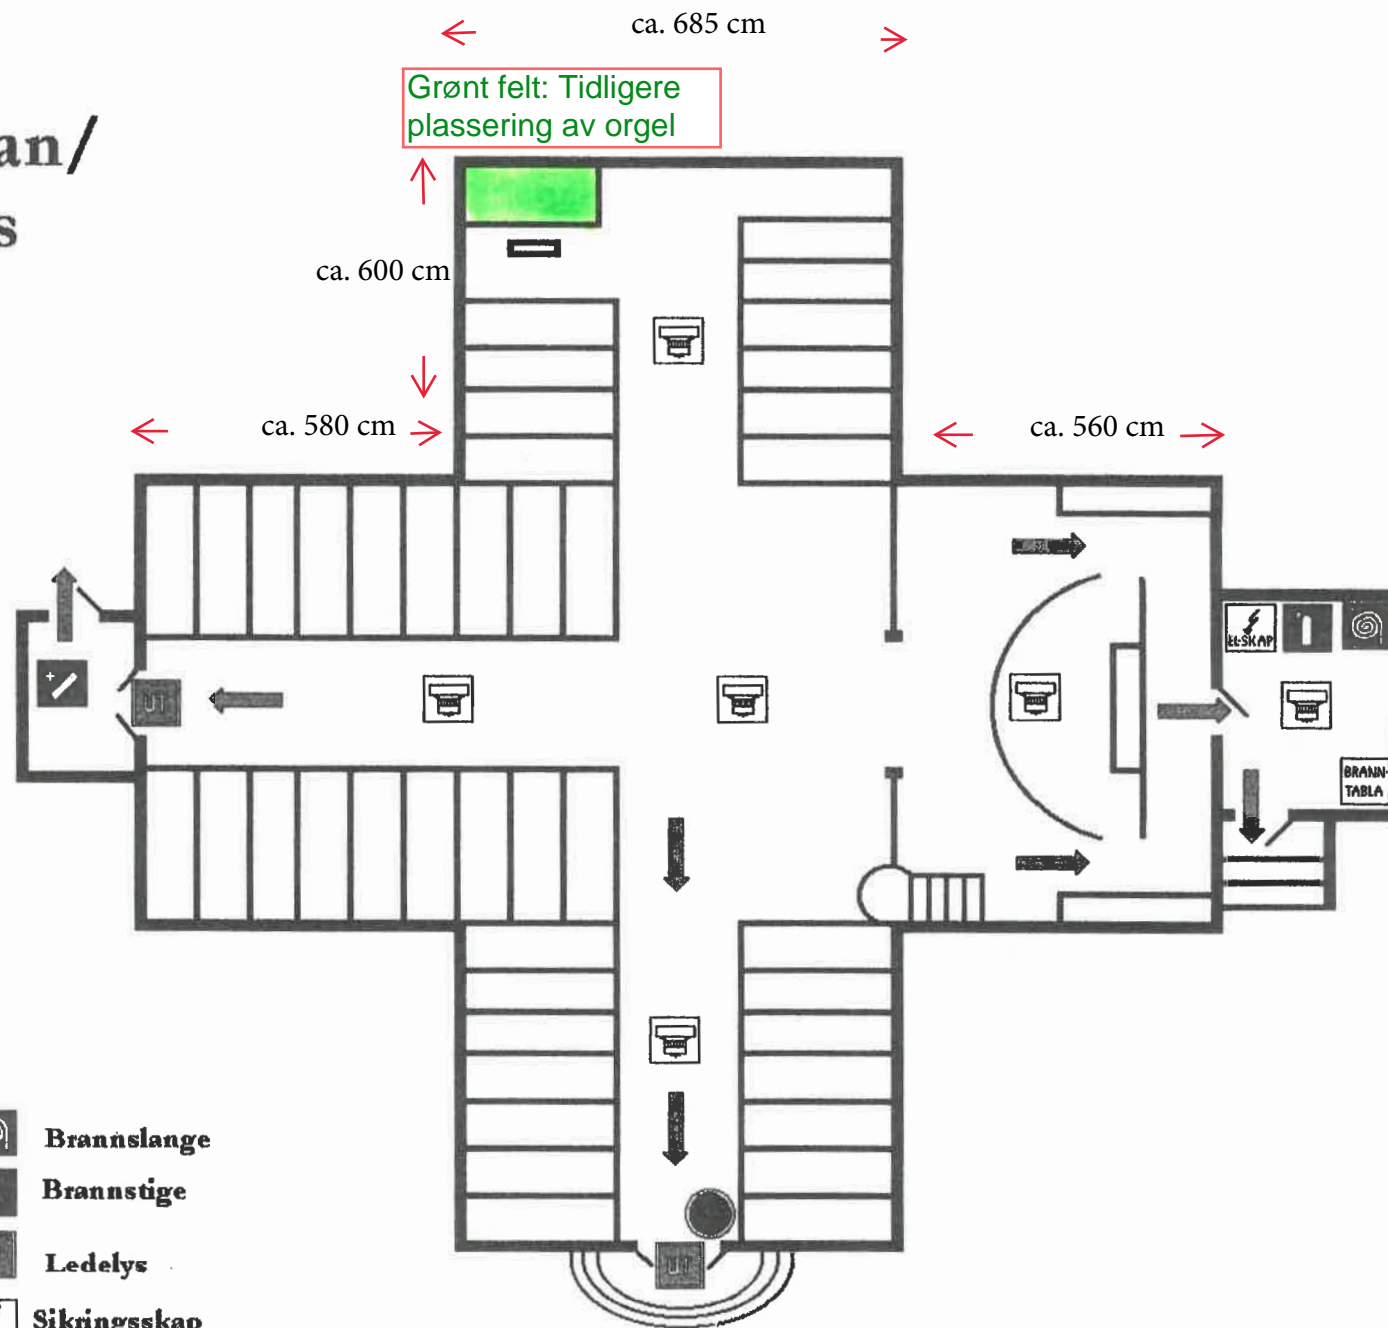 ca. 685 cm
Grønt felt: Tidligere
plassering av orgel
an/
s
ca. 600 cm
ca. 580 cm
ca. 560 cm
EL-SKAP
UT
BRANN-
TABLA
UT
Brannslange
Brannstige
Ledelys
Sikringsskap